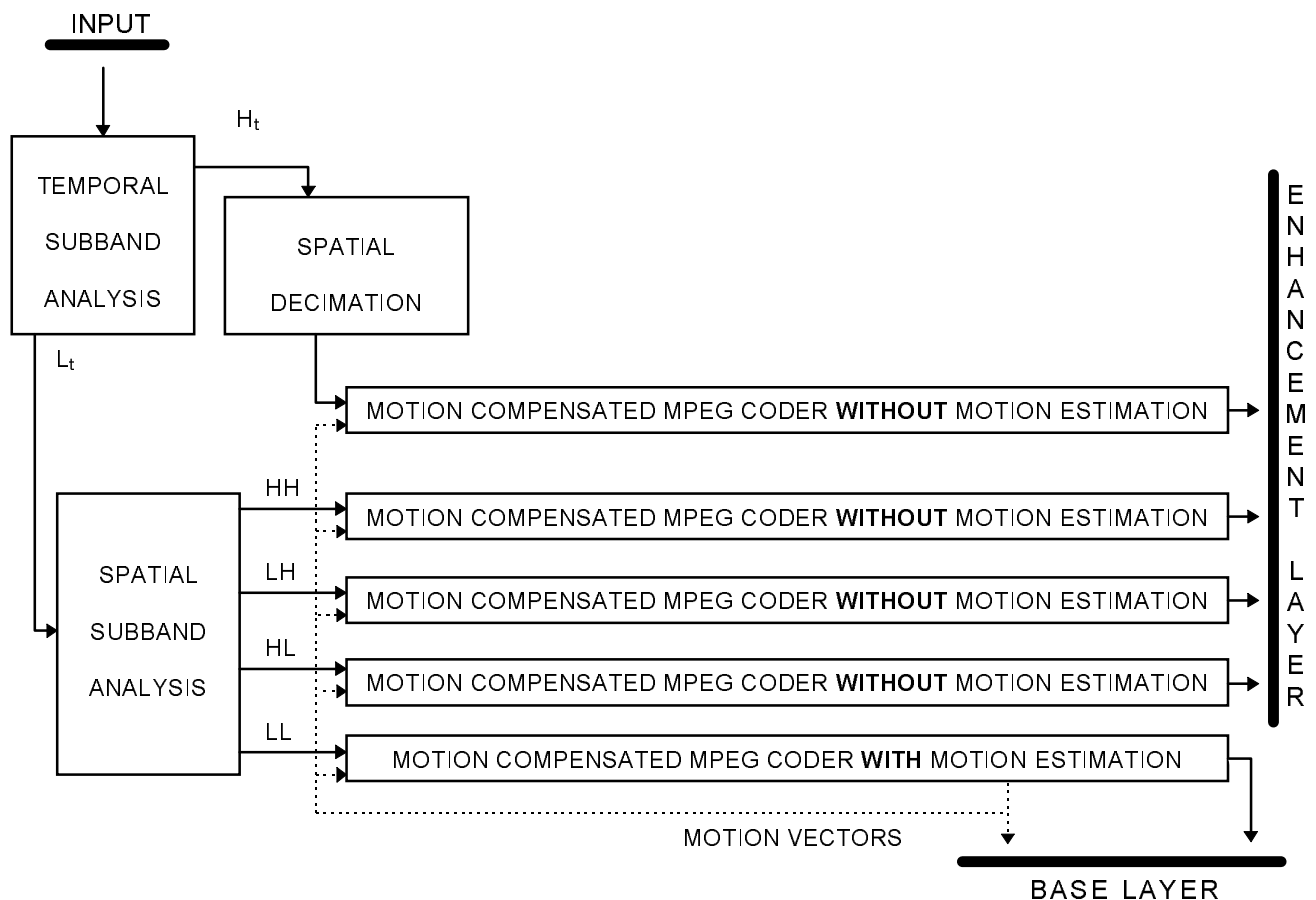 INPUT
Ht
TEMPORAL
SUBBAND
ANALYSIS
SPATIAL
DECIMATION
Lt
MOTION COMPENSATED MPEG CODER WITHOUT MOTION ESTIMATION
HH
MOTION COMPENSATED MPEG CODER WITHOUT MOTION ESTIMATION
SPATIAL
SUBBAND
ANALYSIS
LH
MOTION COMPENSATED MPEG CODER WITHOUT MOTION ESTIMATION
HL
MOTION COMPENSATED MPEG CODER WITHOUT MOTION ESTIMATION
LL
MOTION COMPENSATED MPEG CODER WITH MOTION ESTIMATION
MOTION VECTORS
ENHANCEMENT LAYER
BASE LAYER